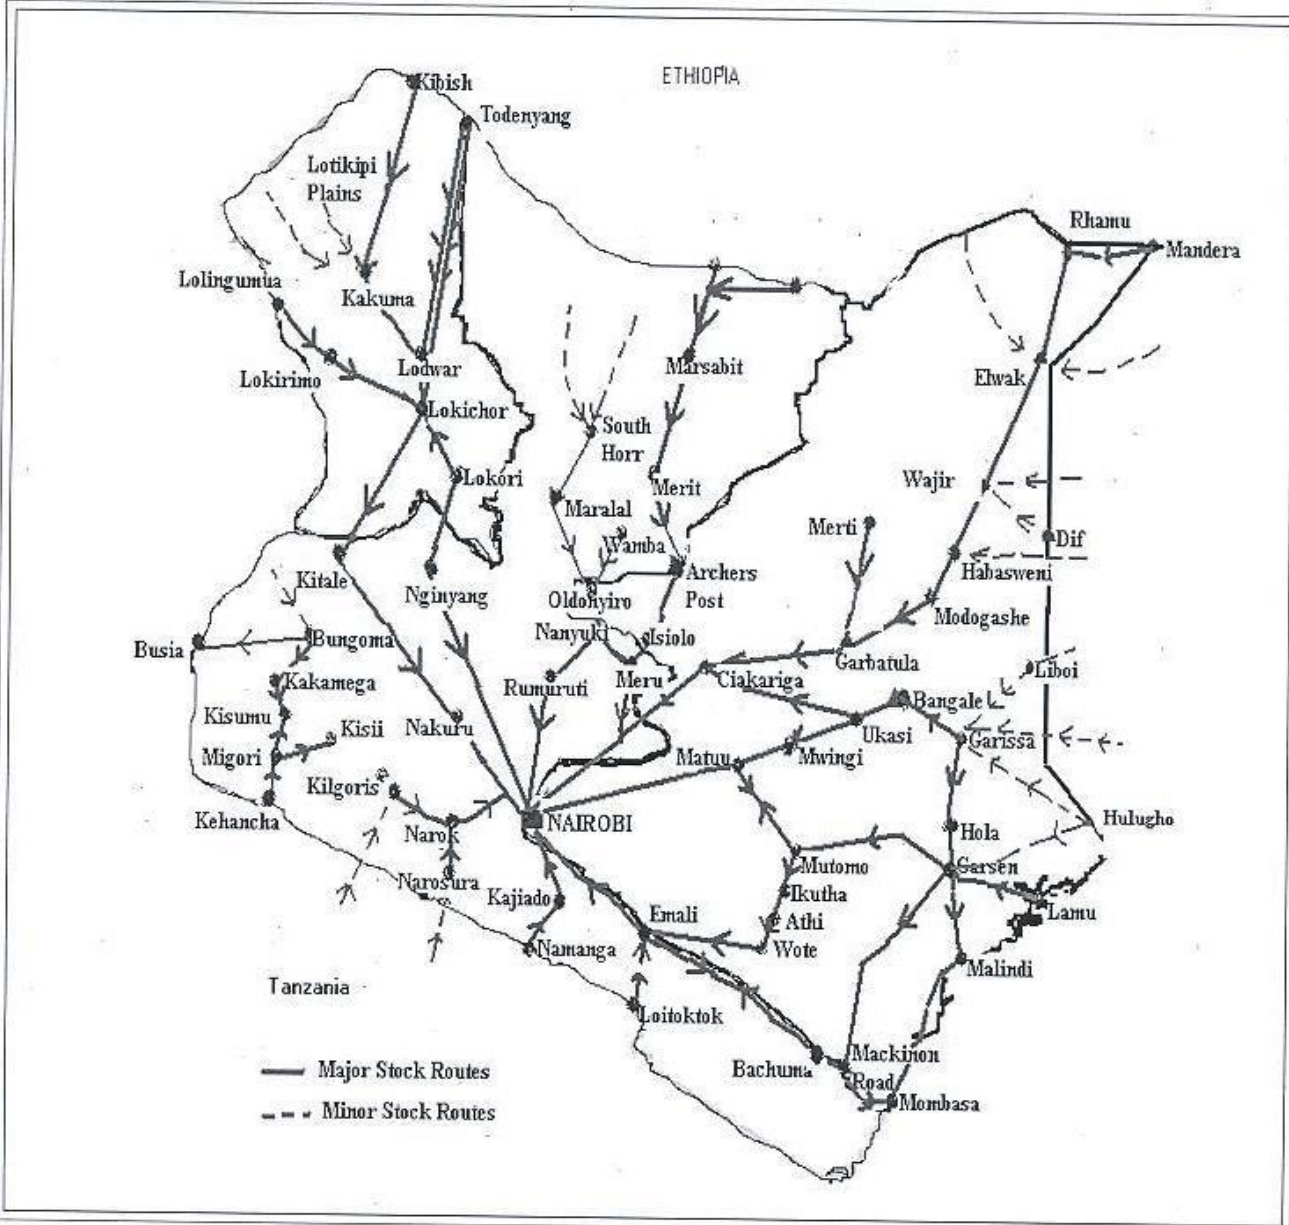 ETHIOPIA
Kibish
Todenyang
Lotikipi
Plains
Rhamu
Mandera
Lolingumua
Kakuma
Lokirimo
Lodwar
Marsabit
Elwak
Lokichor
South
Horr
Lokori
Merit
Wajir
Maralal
Merti
Wamba
Dif
Kitale
Nginyang
Oldonyiro
Archers
Post
Habasweni
Modogashe
Busia
Bungoma
Nanyuki
Isiolo
Garbatula
Liboi
Kakamega
Rumuruti
Meru
Ciakariga
Bangale
Kisumu
Kisii
Nakuru
Ukasi
Garissa
Migori
Matuu
Mwingi
Kilgoris
Kehancha
Narok
NAIROBI
Hola
Hulugho
Mutomo
Garsen
Narosura
Kajiado
Ikutha
Emali
Athi
Lamu
Namanga
Wote
Malindi
Tanzania
Loitoktok
Mackinon
Road
Bachuma
Mombasa
Major Stock Routes
Minor Stock Routes